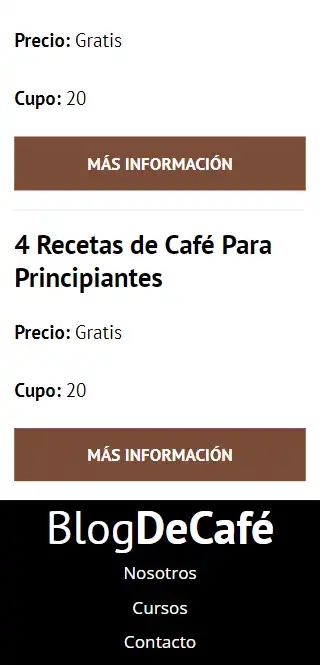 Precio: Gratis
Cupo: 20
MÁS INFORMACIÓN
4 Recetas de Café Para
Principiantes
Precio: Gratis
Cupo: 20
MÁS INFORMACIÓN
BlogDeCafé
Nosotros
Cursos
Contacto